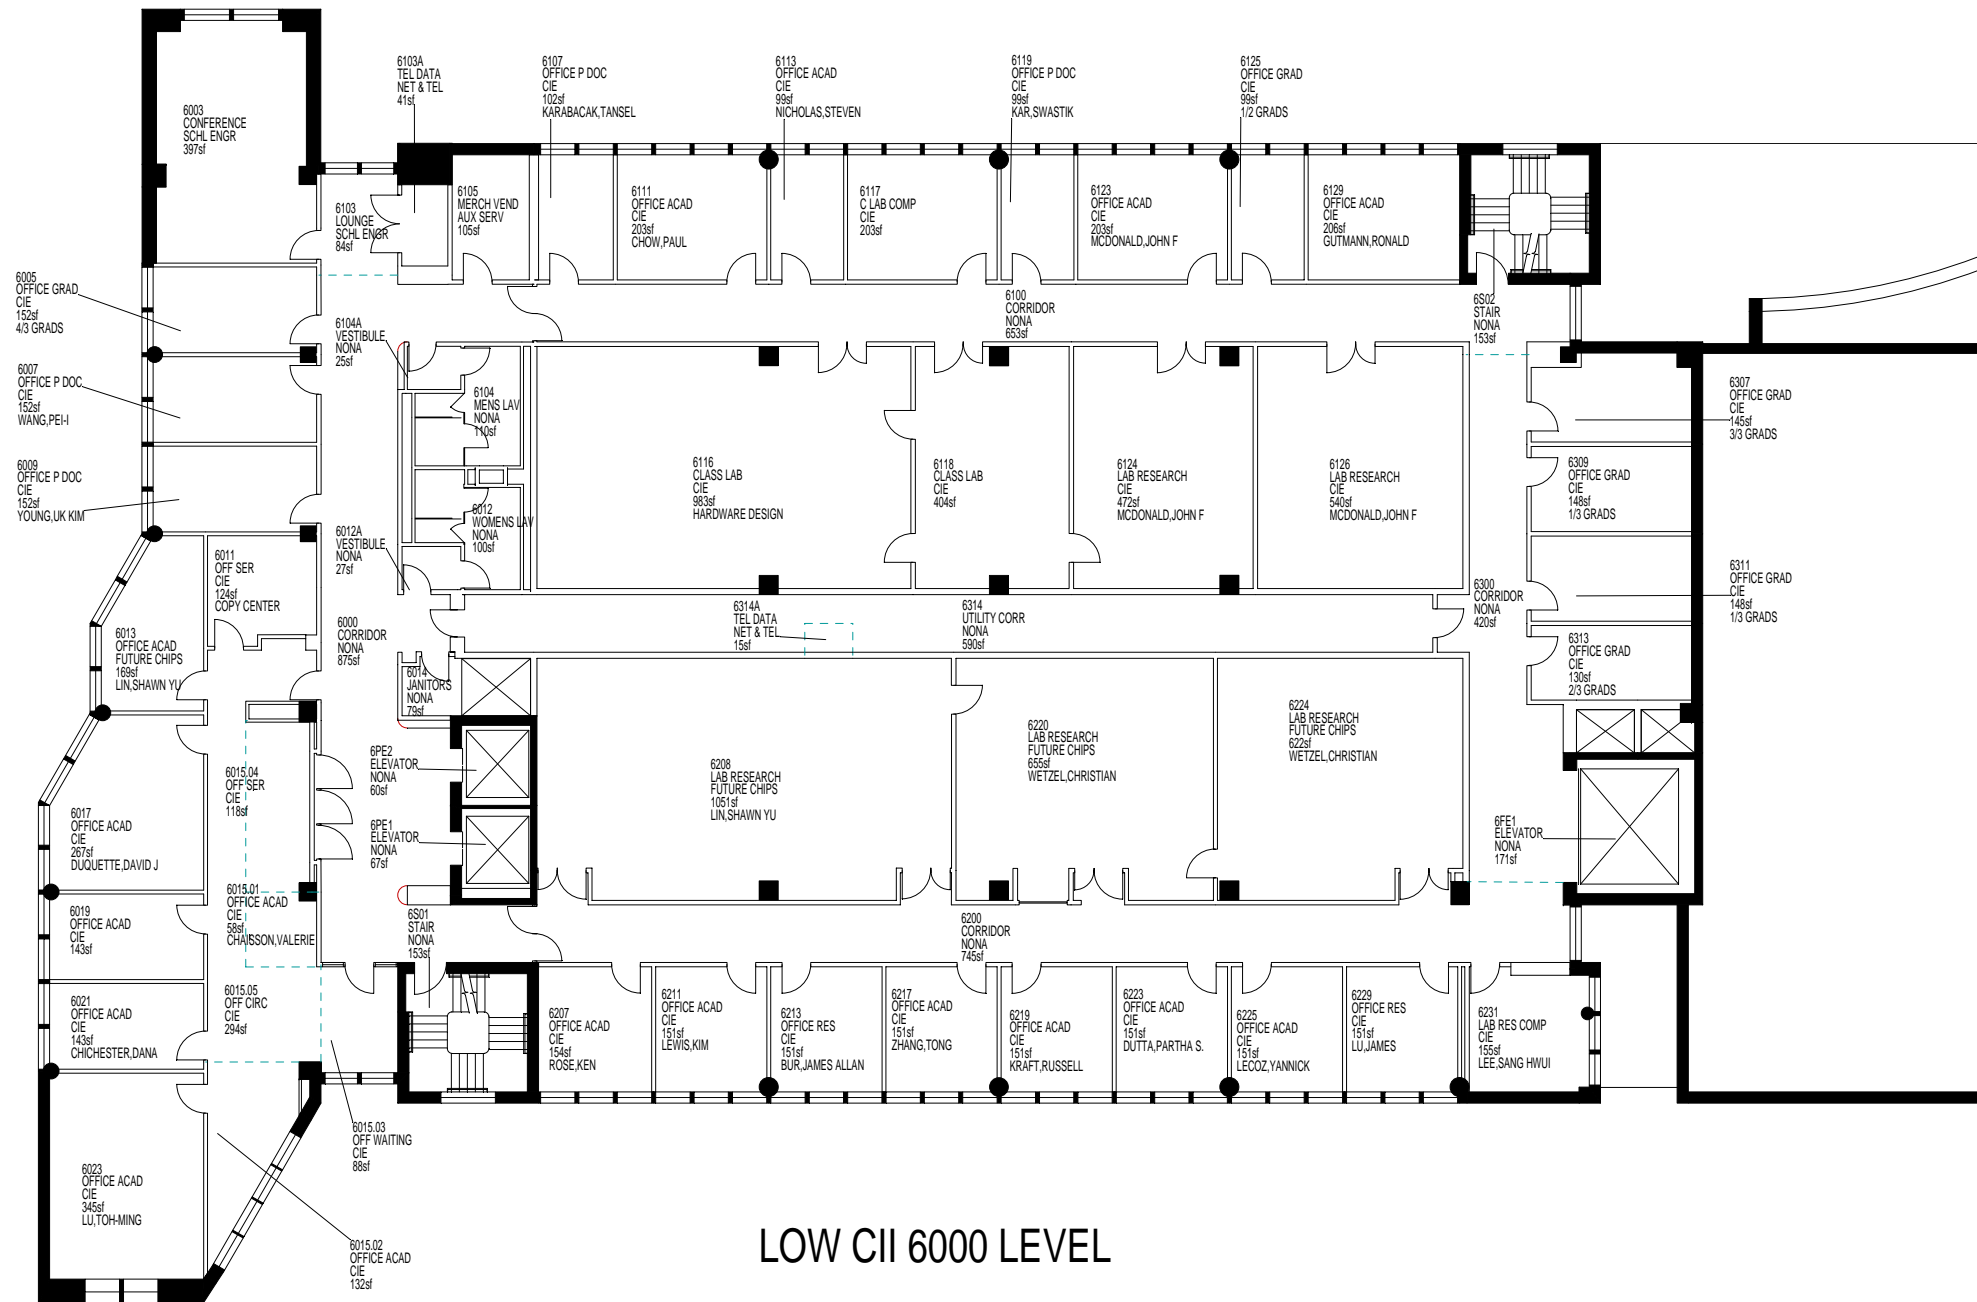 6003
CONFERENCE
SCHL ENGR
397sf
6103A
TEL DATA
NET & TEL
41sf
6107
OFFICE P DOC
CIE
102sf
KARABACAK,TANSEL
6113
OFFICE ACAD
CIE
99sf
NICHOLAS,STEVEN
6119
OFFICE P DOC
CIE
99sf
KAR,SWASTIK
6125
OFFICE GRAD
CIE
99sf
1/2 GRADS
6103
LOUNGE
SCHL ENGR
84sf
6105
MERCH VEND
AUX SERV
105sf
6111
OFFICE ACAD
CIE
203sf
CHOW,PAUL
6117
C LAB COMP
CIE
203sf
6123
OFFICE ACAD
CIE
203sf
MCDONALD,JOHN F
6129
OFFICE ACAD
CIE
206sf
GUTMANN,RONALD
6005
OFFICE GRAD
CIE
152sf
4/3 GRADS
6104A
VESTIBULE
NONA
25sf
6100
CORRIDOR
NONA
653sf
6S02
STAIR
NONA
153sf
6007
OFFICE P DOC
CIE
152sf
WANG,PEI-I
6104
MENS LAV
NONA
110sf
6307
OFFICE GRAD
CIE
145sf
3/3 GRADS
6009
OFFICE P DOC
CIE
152sf
YOUNG,UK KIM
6116
CLASS LAB
CIE
983sf
HARDWARE DESIGN
6118
CLASS LAB
CIE
404sf
6124
LAB RESEARCH
CIE
472sf
MCDONALD,JOHN F
6126
LAB RESEARCH
CIE
540sf
MCDONALD,JOHN F
6309
OFFICE GRAD
CIE
148sf
1/3 GRADS
6012
WOMENS LAV
NONA
100sf
6012A
VESTIBULE
NONA
27sf
6011
OFF SER
CIE
124sf
COPY CENTER
6311
OFFICE GRAD
CIE
148sf
1/3 GRADS
6300
CORRIDOR
NONA
420sf
6013
OFFICE ACAD
FUTURE CHIPS
169sf
LIN,SHAWN YU
6000
CORRIDOR
NONA
875sf
6314A
TEL DATA
NET & TEL
15sf
6314
UTILITY CORR
NONA
590sf
6313
OFFICE GRAD
CIE
130sf
2/3 GRADS
6014
JANITORS
NONA
79sf
6224
LAB RESEARCH
FUTURE CHIPS
622sf
WETZEL,CHRISTIAN
6220
LAB RESEARCH
FUTURE CHIPS
655sf
WETZEL,CHRISTIAN
6PE2
ELEVATOR
NONA
60sf
6208
LAB RESEARCH
FUTURE CHIPS
1051sf
LIN,SHAWN YU
6015.04
OFF SER
CIE
118sf
6017
OFFICE ACAD
CIE
267sf
DUQUETTE,DAVID J
6PE1
ELEVATOR
NONA
67sf
6FE1
ELEVATOR
NONA
171sf
6015.01
OFFICE ACAD
CIE
58sf
CHAISSON,VALERIE
6019
OFFICE ACAD
CIE
143sf
6S01
STAIR
NONA
153sf
6200
CORRIDOR
NONA
745sf
6015.05
OFF CIRC
CIE
294sf
6021
OFFICE ACAD
CIE
143sf
CHICHESTER,DANA
6207
OFFICE ACAD
CIE
154sf
ROSE,KEN
6211
OFFICE ACAD
CIE
151sf
LEWIS,KIM
6213
OFFICE RES
CIE
151sf
BUR,JAMES ALLAN
6217
OFFICE ACAD
CIE
151sf
ZHANG,TONG
6219
OFFICE ACAD
CIE
151sf
KRAFT,RUSSELL
6223
OFFICE ACAD
CIE
151sf
DUTTA,PARTHA S.
6225
OFFICE ACAD
CIE
151sf
LECOZ,YANNICK
6229
OFFICE RES
CIE
151sf
LU,JAMES
6231
LAB RES COMP
CIE
155sf
LEE,SANG HWUI
6015.03
OFF WAITING
CIE
88sf
6023
OFFICE ACAD
CIE
345sf
LU,TOH-MING
6015.02
OFFICE ACAD
CIE
132sf
LOW CII 6000 LEVEL